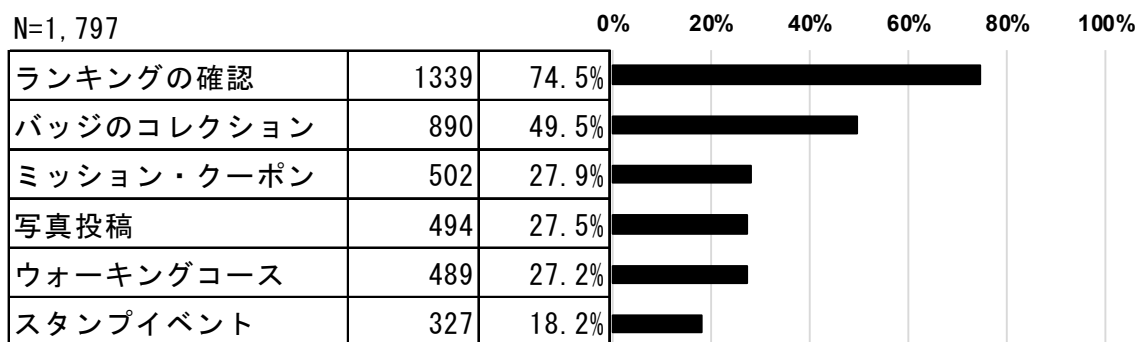 N=1,797
0% 20% 40% 60% 80% 100%
ランキングの確認 1339 74.5%
バッジのコレクション 890 49.5%
ミッション・クーポン 502 27.9%
写真投稿 494 27.5%
ウォーキングコース 489 27.2%
スタンプイベント 327 18.2%